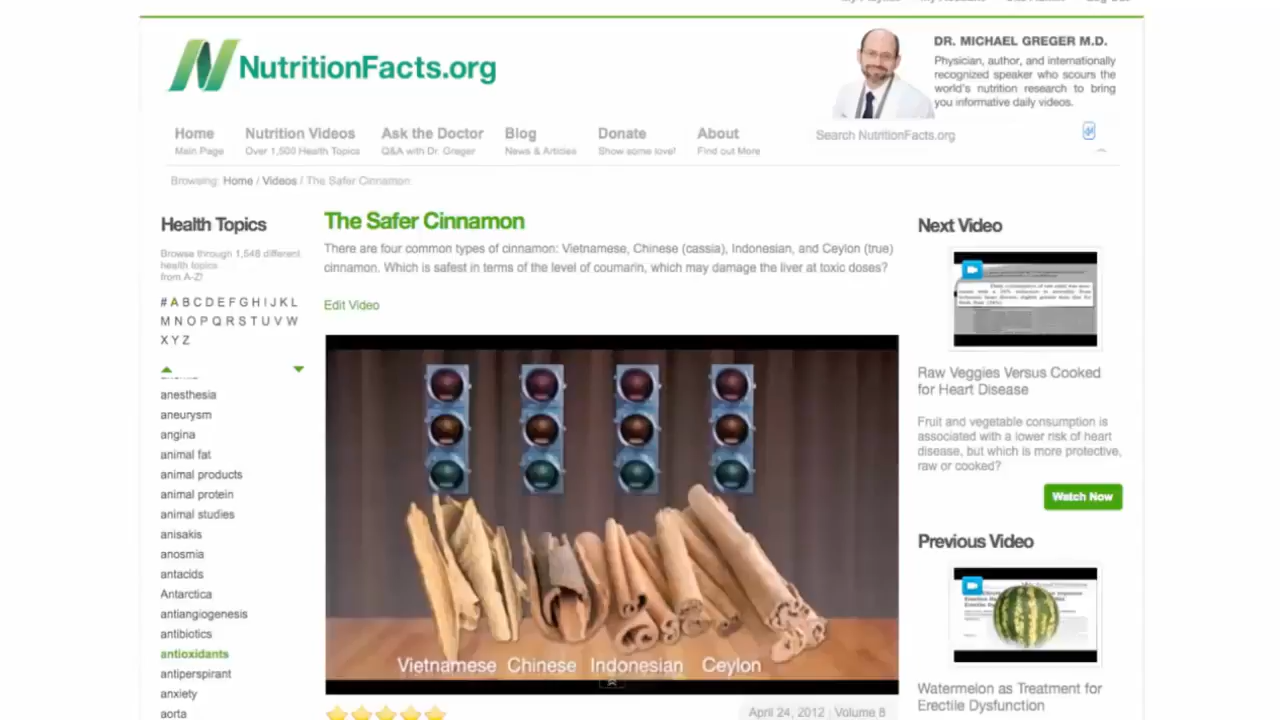 NutritionFacts.org
DR. MICHAEL GREGER M.D.
Physician, author, and internationally
recognized speaker who scours the
world's nutrition research to bring
you informative daily videos.
Home
Main Page
Nutrition Videos
Over 1,500 Health Topics
Ask the Doctor
Q&A with Dr. Greger
Blog
News & Articles
Donate
Show some love!
About
Find out More
Search NutritionFacts.org
Browsing: Home / Videos / The Safer Cinnamon
Health Topics
Browse through 1,546 different
health topics
from A-Z!
# A B C D E F G H I J K L
M N O P Q R S T U V W
X Y Z
anesthesia
aneurysm
angina
animal fat
animal products
animal protein
animal studies
anisakis
anosmia
antacids
Antarctica
antiangiogenesis
antibiotics
antioxidants
antiperspirant
anxiety
aorta
The Safer Cinnamon
There are four common types of cinnamon: Vietnamese, Chinese (cassia), Indonesian, and Ceylon (true)
cinnamon. Which is safest in terms of the level of coumarin, which may damage the liver at toxic doses?
Edit Video
Vietnamese Chinese Indonesian Ceylon
April 24, 2012 | Volume 8
Next Video
Raw Veggies Versus Cooked
for Heart Disease
Fruit and vegetable consumption is
associated with a lower risk of heart
disease, but which is more protective,
raw or cooked?
Watch Now
Previous Video
Watermelon as Treatment for
Erectile Dysfunction